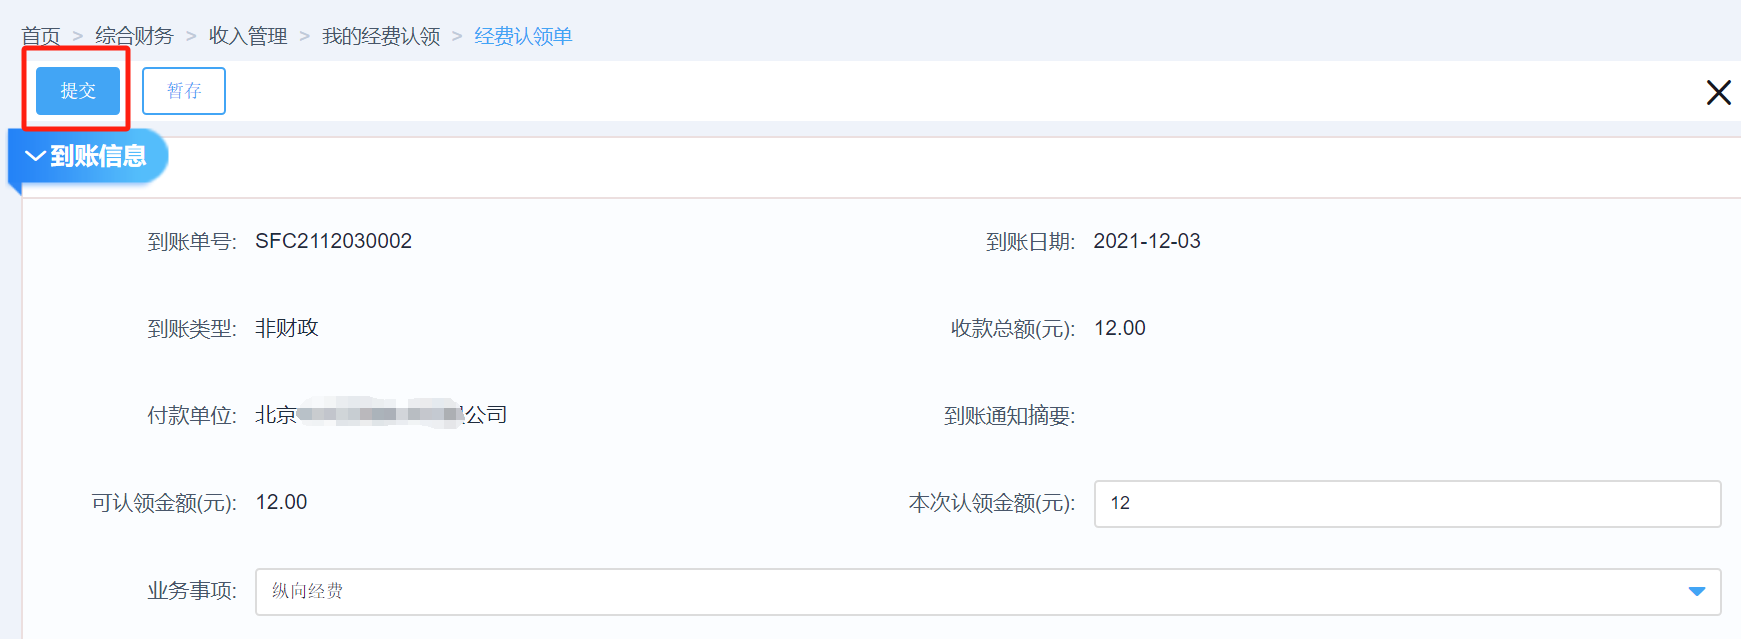 首页 > 综合财务 > 收入管理 > 我的经费认领 > 经费认领单
提交 暂存
到账信息
到账单号: SFC2112030002 到账日期: 2021-12-03
到账类型: 非财政 收款总额(元): 12.00
付款单位: 北京 公司 到账通知摘要:
可认领金额(元): 12.00 本次认领金额(元): 12
业务事项: 纵向经费